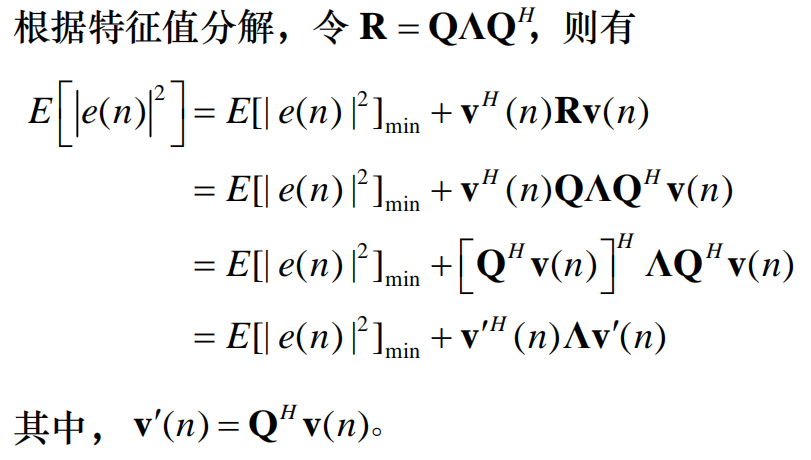 根据特征值分解，令 R = QΛQ^H，则有
E[|e(n)|^2] = E[| e(n) |^2]_min + v^H (n)Rv(n)
= E[| e(n) |^2]_min + v^H (n)QΛQ^H v(n)
= E[| e(n) |^2]_min + [Q^H v(n)]^H ΛQ^H v(n)
= E[| e(n) |^2]_min + v′^H (n)Λv′(n)
其中，v′(n) = Q^H v(n)。